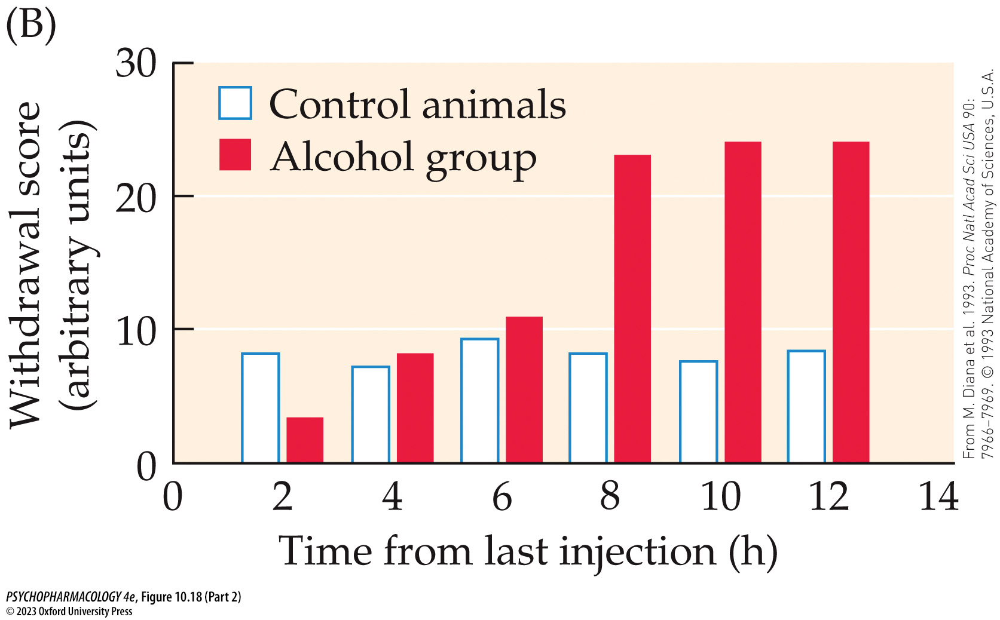 (B)
Withdrawal score
(arbitrary units)
30
20
10
0
Control animals
Alcohol group
0 2 4 6 8 10 12 14
Time from last injection (h)
From M. Diana et al. 1993. Proc Natl Acad Sci USA 90:
7966–7969. © 1993 National Academy of Sciences, U.S.A.
PSYCHOPHARMACOLOGY 4e, Figure 10.18 (Part 2)
© 2023 Oxford University Press